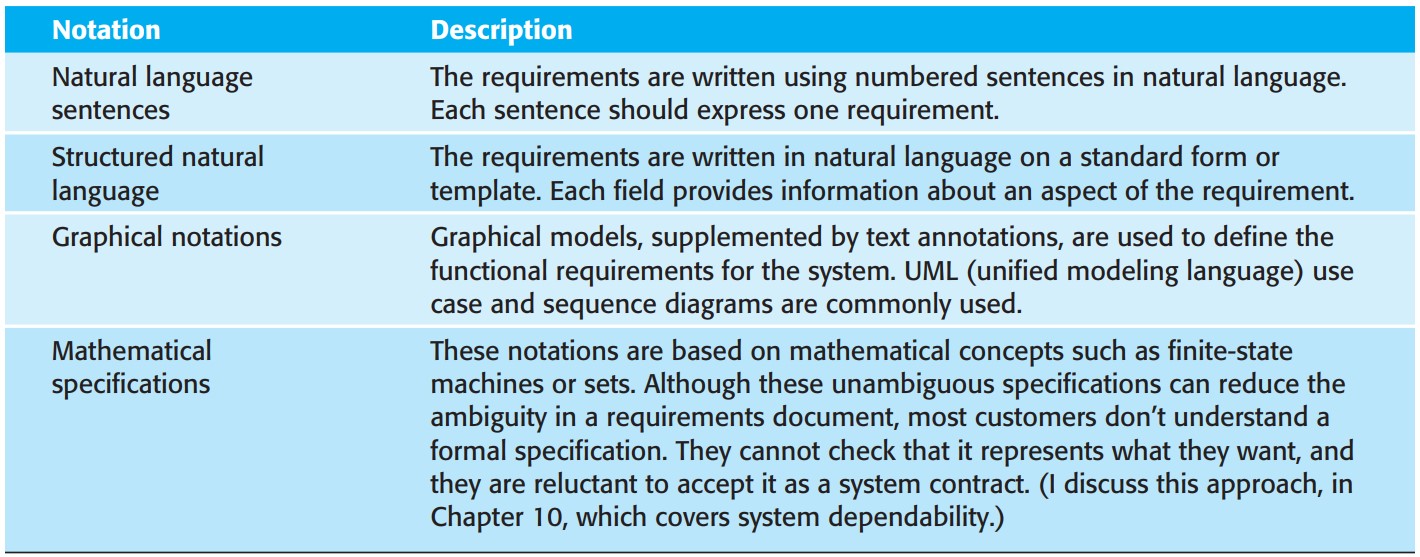 Notation Description
Natural language The requirements are written using numbered sentences in natural language.
sentences Each sentence should express one requirement.
Structured natural The requirements are written in natural language on a standard form or
language template. Each field provides information about an aspect of the requirement.
Graphical notations Graphical models, supplemented by text annotations, are used to define the
functional requirements for the system. UML (unified modeling language) use
case and sequence diagrams are commonly used.
Mathematical These notations are based on mathematical concepts such as finite-state
specifications machines or sets. Although these unambiguous specifications can reduce the
ambiguity in a requirements document, most customers don’t understand a
formal specification. They cannot check that it represents what they want, and
they are reluctant to accept it as a system contract. (I discuss this approach, in
Chapter 10, which covers system dependability.)